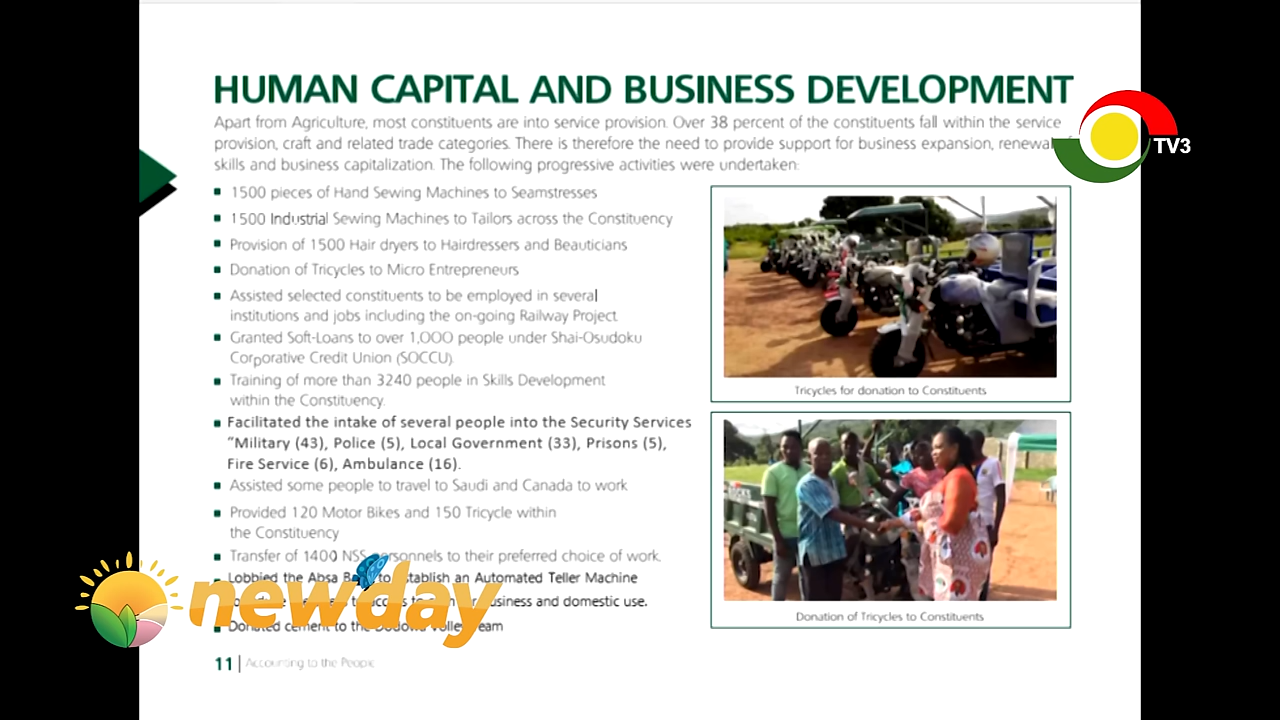 HUMAN CAPITAL AND BUSINESS DEVELOPMENT
Apart from Agriculture, most constituents are into service provision. Over 38 percent of the constituents fall within the service
provision, craft and related trade categories. There is therefore the need to provide support for business expansion, renewal
skills and business capitalization. The following progressive activities were undertaken:
TV3
1500 pieces of Hand Sewing Machines to Seamstresses
1500 Industrial Sewing Machines to Tailors across the Constituency
Provision of 1500 Hair dryers to Hairdressers and Beauticians
Donation of Tricycles to Micro Entrepreneurs
Assisted selected constituents to be employed in several
institutions and jobs including the on-going Railway Project.
Granted Soft-Loans to over 1,000 people under Shai-Osudoku
Corporative Credit Union (SOCCU).
Training of more than 3240 people in Skills Development
within the Constituency.
Facilitated the intake of several people into the Security Services
"Military (43), Police (5), Local Government (33), Prisons (5),
Fire Service (6), Ambulance (16).
Assisted some people to travel to Saudi and Canada to work
Provided 120 Motor Bikes and 150 Tricycle within
the Constituency
Transfer of 1400 NSS personnels to their preferred choice of work.
Lobbied the Absa to establish an Automated Teller Machine
business and domestic use.
Donated cement to the Dodowa
Tricycles for donation to Constituents
Donation of Tricycles to Constituents
new day
11 | Accounting to the People